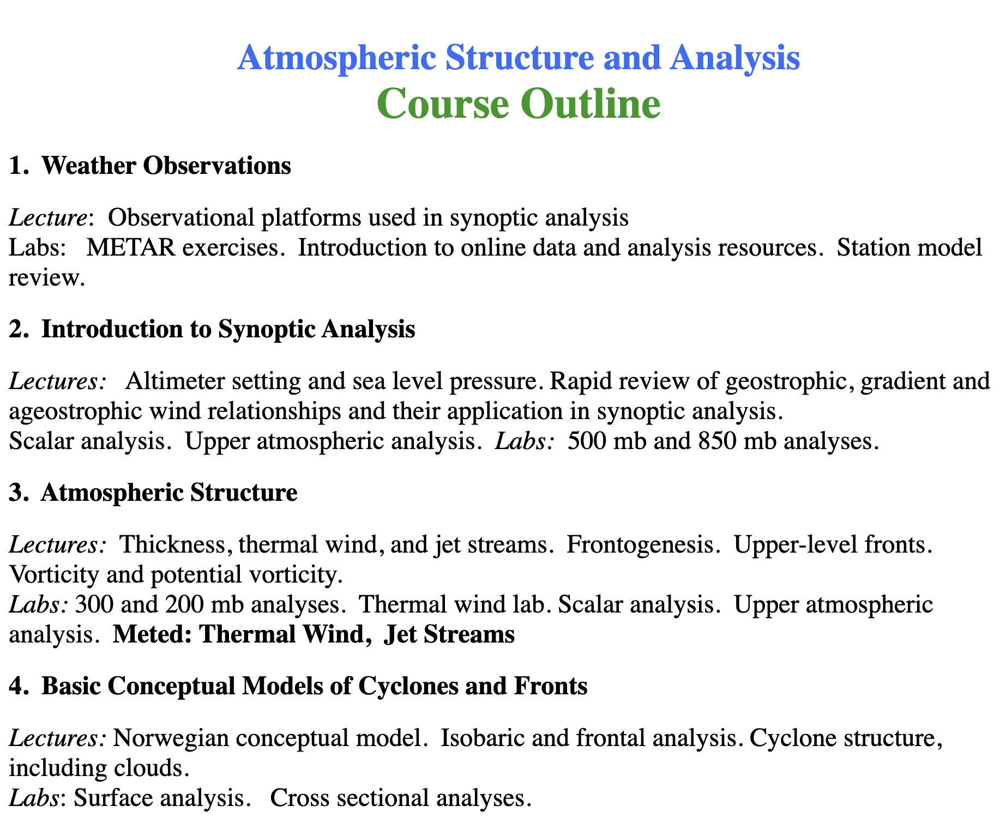 Atmospheric Structure and Analysis
Course Outline
1.  Weather Observations
Lecture:  Observational platforms used in synoptic analysis
Labs:   METAR exercises.  Introduction to online data and analysis resources.  Station model
review.
2.  Introduction to Synoptic Analysis
Lectures:   Altimeter setting and sea level pressure. Rapid review of geostrophic, gradient and
ageostrophic wind relationships and their application in synoptic analysis.
Scalar analysis.  Upper atmospheric analysis.  Labs:  500 mb and 850 mb analyses.
3.  Atmospheric Structure
Lectures:  Thickness, thermal wind, and jet streams.  Frontogenesis.  Upper-level fronts.
Vorticity and potential vorticity.
Labs: 300 and 200 mb analyses.  Thermal wind lab. Scalar analysis.  Upper atmospheric
analysis.  Meted: Thermal Wind,  Jet Streams
4.  Basic Conceptual Models of Cyclones and Fronts
Lectures: Norwegian conceptual model.  Isobaric and frontal analysis. Cyclone structure,
including clouds.
Labs: Surface analysis.   Cross sectional analyses.